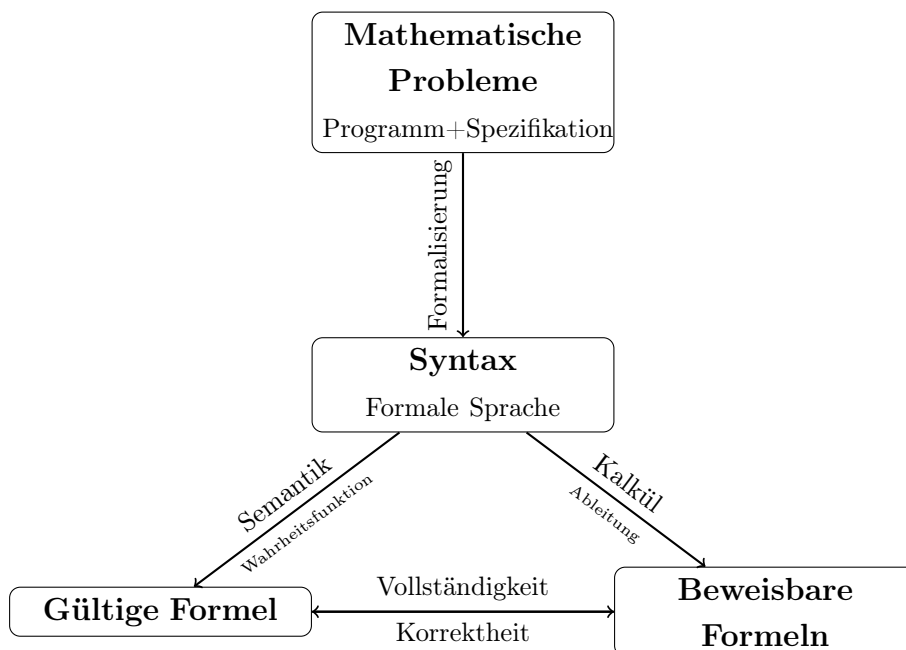 Mathematische
Probleme
Programm+Spezifikation
Formalisierung
Syntax
Formale Sprache
Semantik
Wahrheitsfunktion
Kalkül
Ableitung
Gültige Formel
Vollständigkeit
Korrektheit
Beweisbare
Formeln